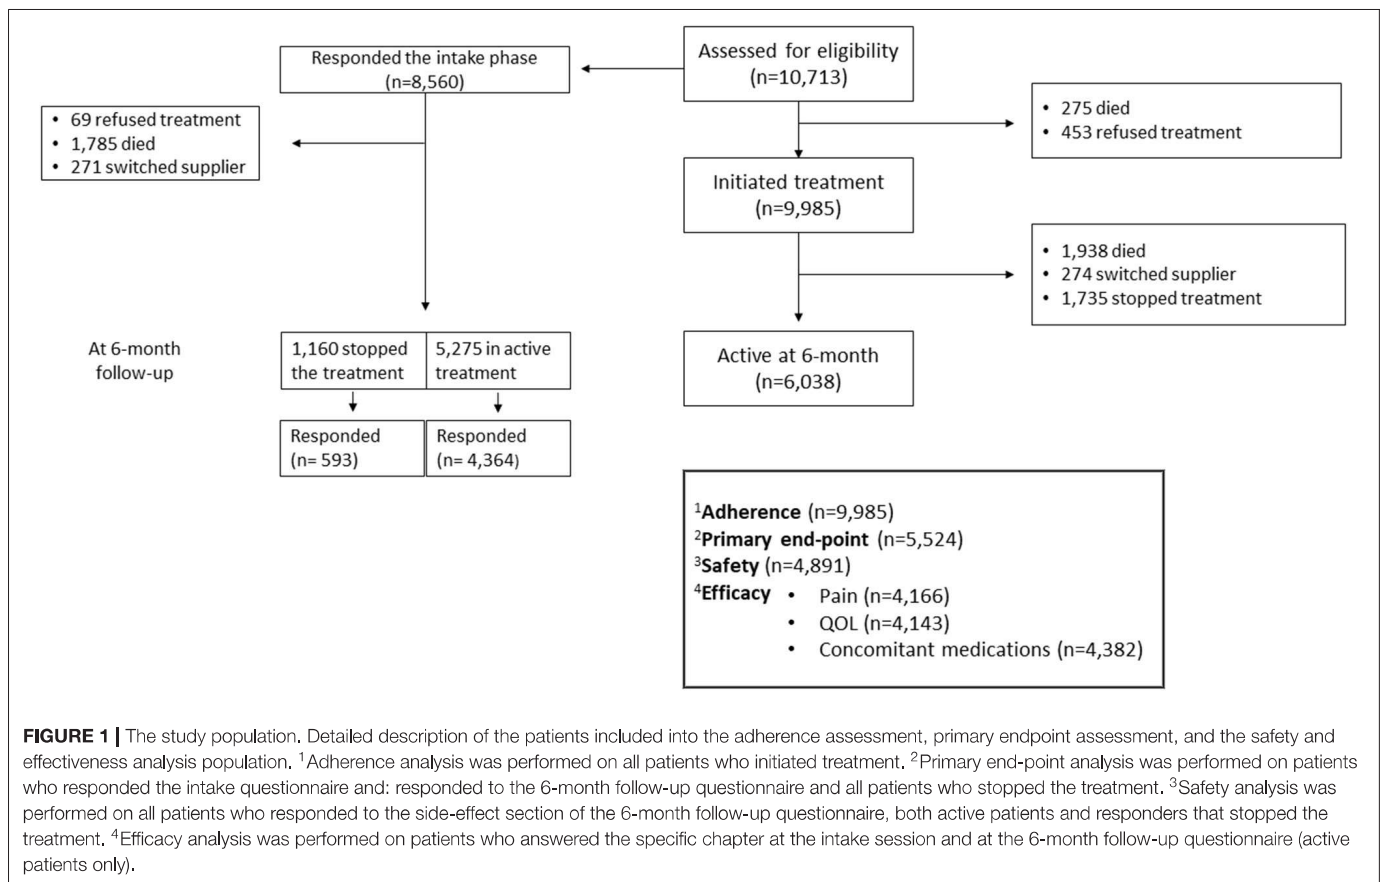 Assessed for eligibility
(n=10,713)
Responded the intake phase
(n=8,560)
• 69 refused treatment
• 1,785 died
• 271 switched supplier
• 275 died
• 453 refused treatment
Initiated treatment
(n=9,985)
• 1,938 died
• 274 switched supplier
• 1,735 stopped treatment
At 6-month
follow-up
1,160 stopped
the treatment
5,275 in active
treatment
Active at 6-month
(n=6,038)
Responded
(n= 593)
Responded
(n= 4,364)
¹Adherence (n=9,985)
²Primary end-point (n=5,524)
³Safety (n=4,891)
⁴Efficacy • Pain (n=4,166)
• QOL (n=4,143)
• Concomitant medications (n=4,382)
FIGURE 1 | The study population. Detailed description of the patients included into the adherence assessment, primary endpoint assessment, and the safety and
effectiveness analysis population. ¹Adherence analysis was performed on all patients who initiated treatment. ²Primary end-point analysis was performed on patients
who responded the intake questionnaire and: responded to the 6-month follow-up questionnaire and all patients who stopped the treatment. ³Safety analysis was
performed on all patients who responded to the side-effect section of the 6-month follow-up questionnaire, both active patients and responders that stopped the
treatment. ⁴Efficacy analysis was performed on patients who answered the specific chapter at the intake session and at the 6-month follow-up questionnaire (active
patients only).